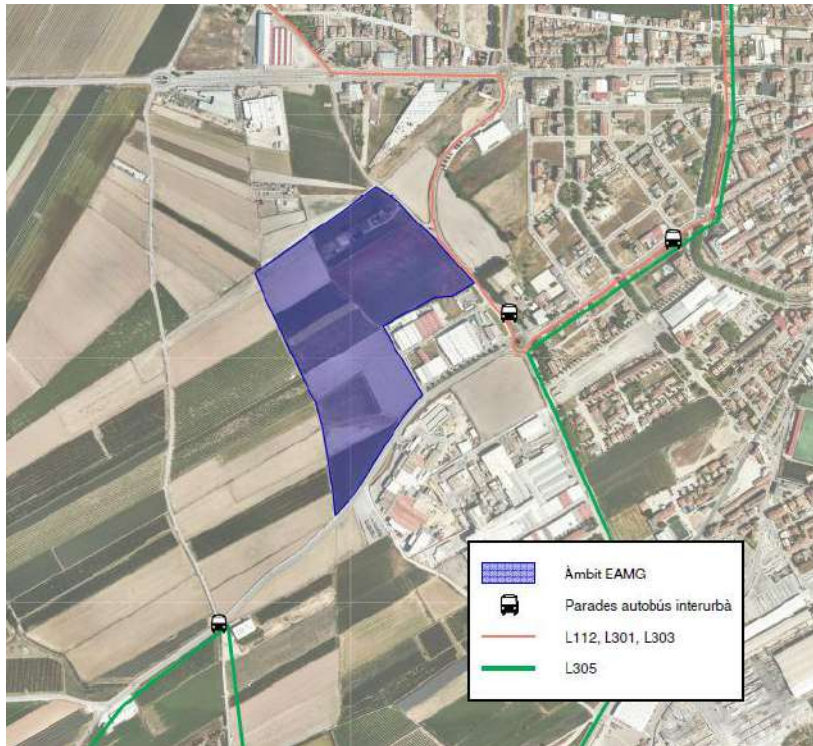 Àmbit EAMG
Parades autobús interurbà
L112, L301, L303
L305